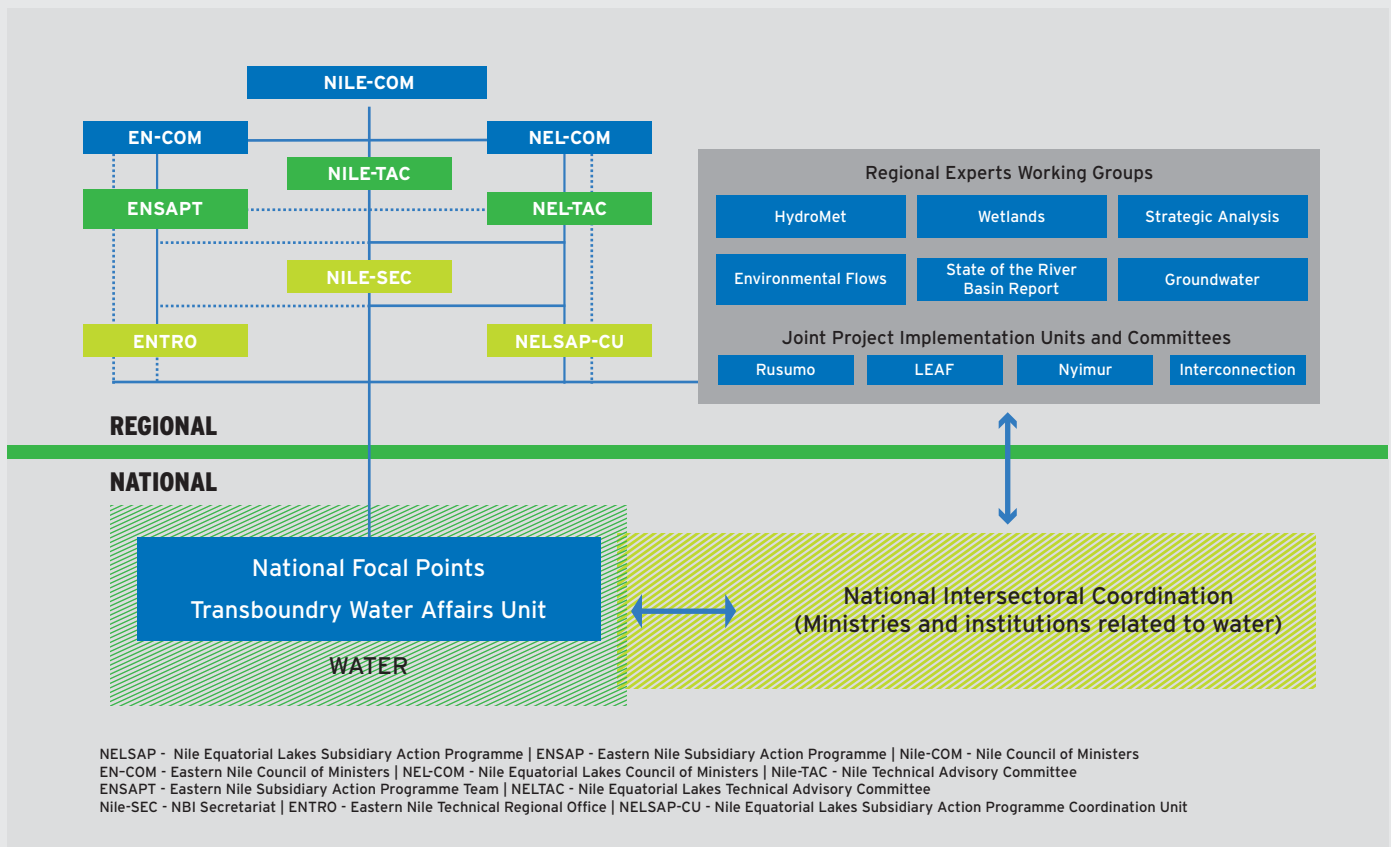 NILE-COM
EN-COM
NEL-COM
NILE-TAC
ENSAPT
NEL-TAC
NILE-SEC
ENTRO
NELSAP-CU
Regional Experts Working Groups
HydroMet
Wetlands
Strategic Analysis
Environmental Flows
State of the River
Basin Report
Groundwater
Joint Project Implementation Units and Committees
Rusumo
LEAF
Nyimur
Interconnection
REGIONAL
NATIONAL
National Focal Points
Transboundry Water Affairs Unit
WATER
National Intersectoral Coordination
(Ministries and institutions related to water)
NELSAP - Nile Equatorial Lakes Subsidiary Action Programme | ENSAP - Eastern Nile Subsidiary Action Programme | Nile-COM - Nile Council of Ministers
EN-COM - Eastern Nile Council of Ministers | NEL-COM - Nile Equatorial Lakes Council of Ministers | Nile-TAC - Nile Technical Advisory Committee
ENSAPT - Eastern Nile Subsidiary Action Programme Team | NELTAC - Nile Equatorial Lakes Technical Advisory Committee
Nile-SEC - NBI Secretariat | ENTRO - Eastern Nile Technical Regional Office | NELSAP-CU - Nile Equatorial Lakes Subsidiary Action Programme Coordination Unit